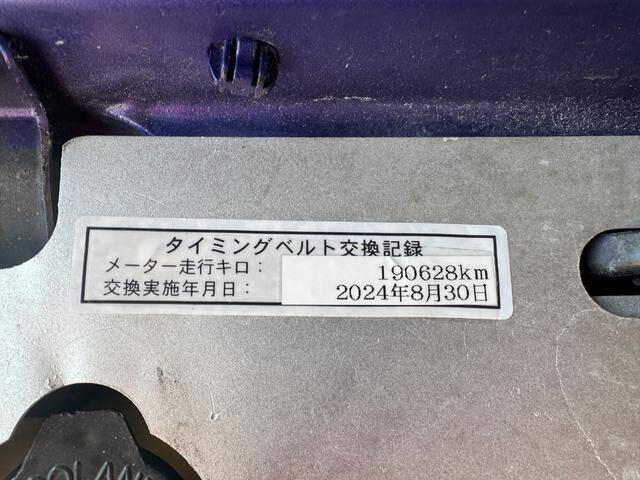 タイミングベルト交換記録
メーター走行キロ： 190628km
交換実施年月日： 2024年8月30日